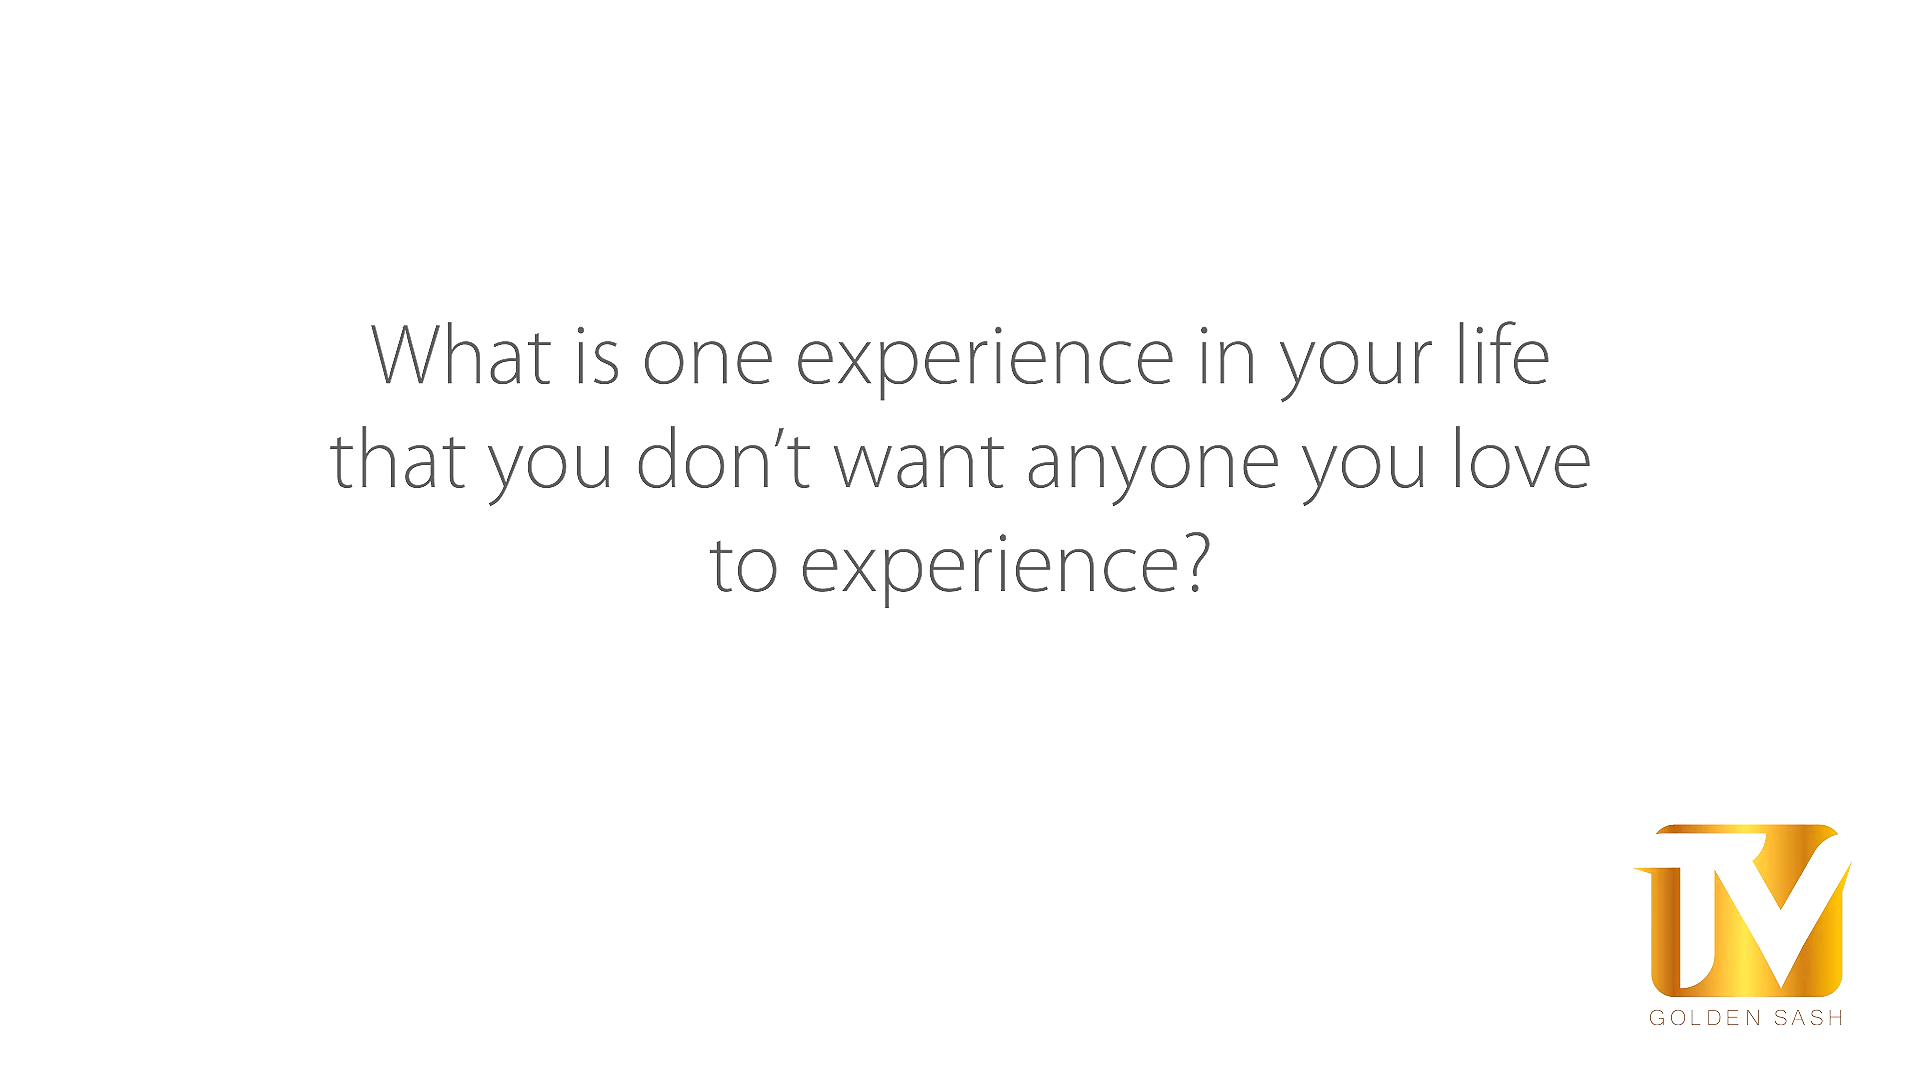 What is one experience in your life
that you don’t want anyone you love
to experience?
TV
GOLDEN SASH